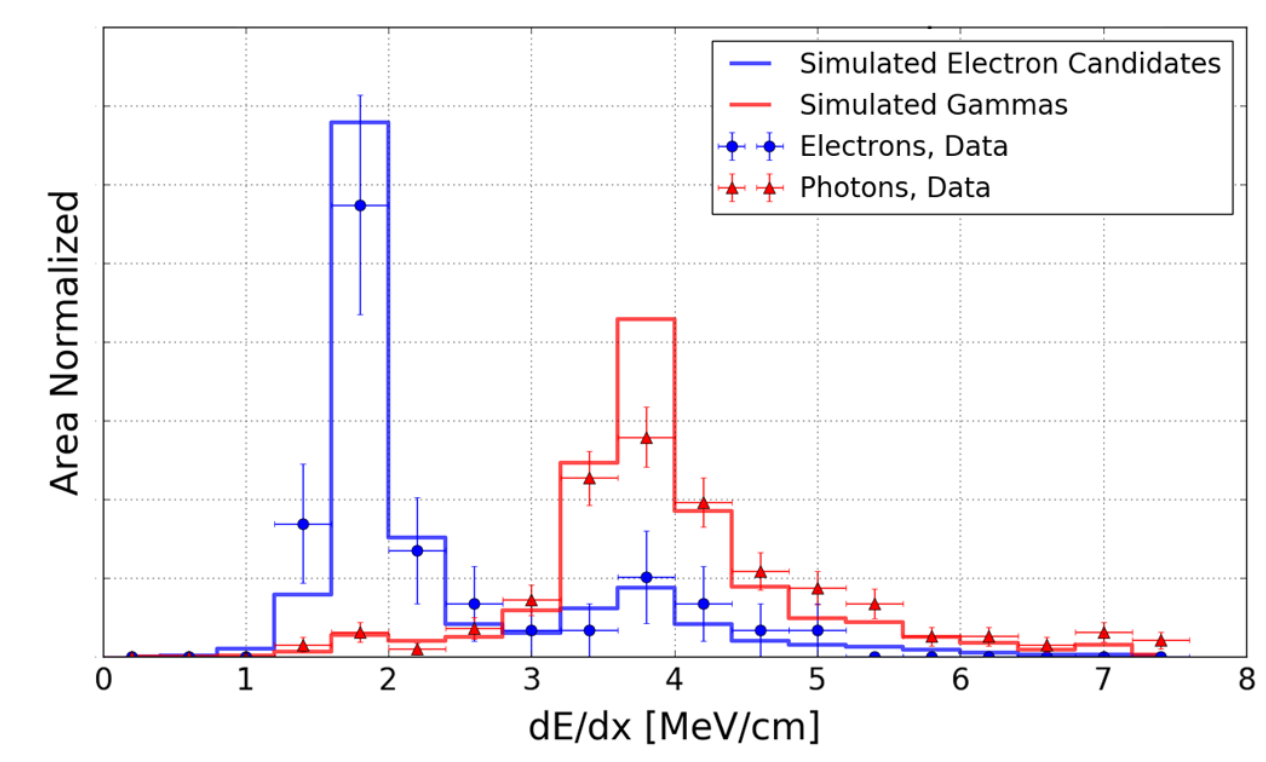 Simulated Electron Candidates
Simulated Gammas
Electrons, Data
Photons, Data
Area Normalized
0 1 2 3 4 5 6 7 8
dE/dx [MeV/cm]